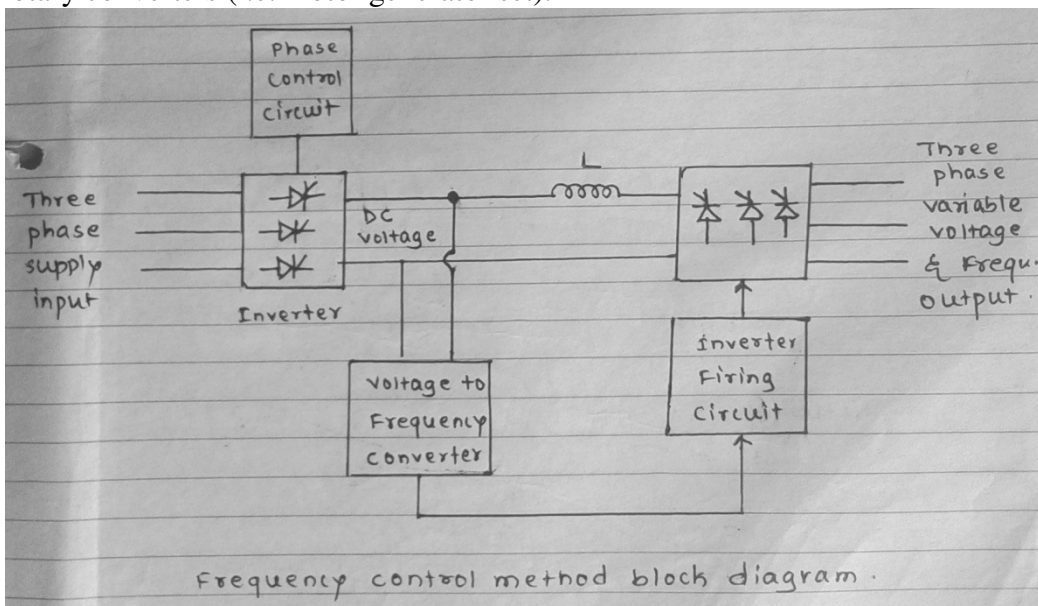 Phase
Control
Circuit
Three
phase
supply
input
DC
voltage
Inverter
L
Three
phase
variable
voltage
& Frequ.
output.
Voltage to
Frequency
Converter
Inverter
Firing
Circuit
Frequency control method block diagram.